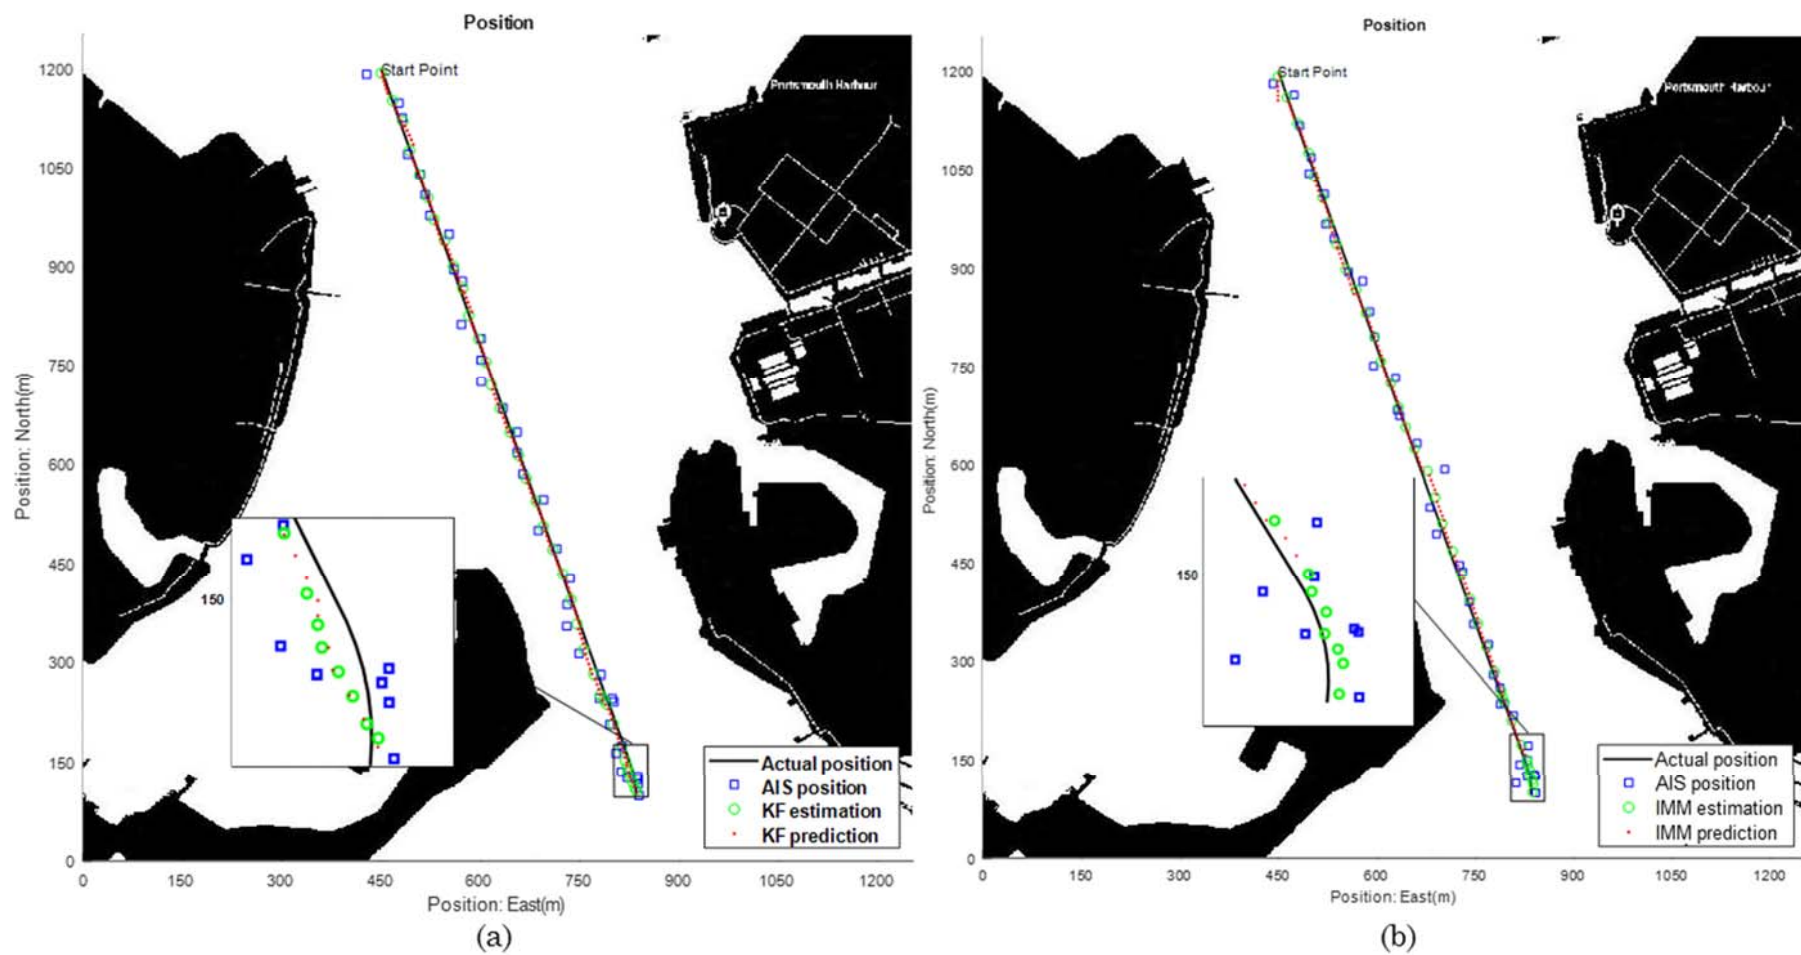 Position
Start Point
Portsmouth Harbour
1200
1050
900
750
600
450
300
150
0
Position: North(m)
150
Actual position
AIS position
KF estimation
KF prediction
0 150 300 450 600 750 900 1050 1200
Position: East(m)
(a)
Position
Start Point
Portsmouth Harbour
1200
1050
900
750
600
450
300
150
0
Position: North(m)
150
Actual position
AIS position
IMM estimation
IMM prediction
0 150 300 450 600 750 900 1050 1200
Position: East(m)
(b)